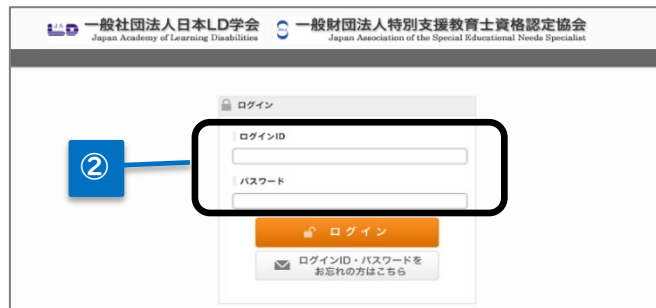 LD 一般社団法人日本LD学会 S 一般財団法人特別支援教育士資格認定協会
Japan Academy of Learning Disabilities Japan Association of the Special Educational Needs Specialist
ログイン
ログインID
②
パスワード
ログイン
ログインID・パスワードを
お忘れの方はこちら